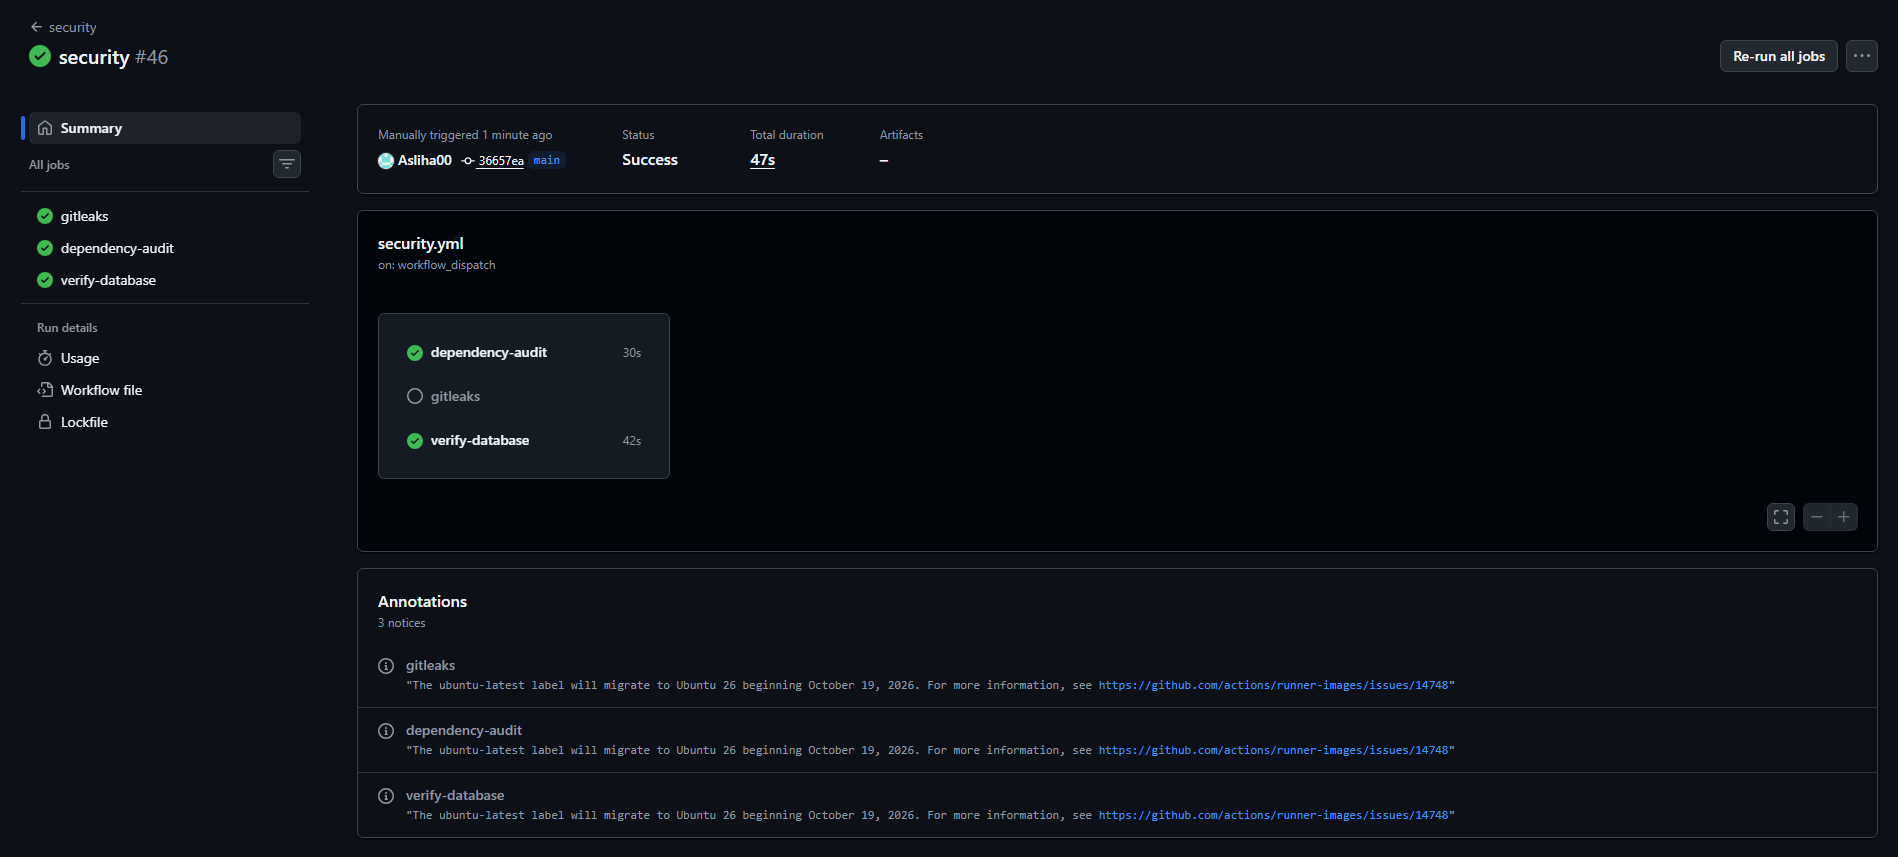 security
security #46
Re-run all jobs
Summary
All jobs
gitleaks
dependency-audit
verify-database
Run details
Usage
Workflow file
Lockfile
Manually triggered 1 minute ago
Asliha00 36657ea main
Status
Success
Total duration
47s
Artifacts
–
security.yml
on: workflow_dispatch
dependency-audit 30s
gitleaks
verify-database 42s
Annotations
3 notices
gitleaks
"The ubuntu-latest label will migrate to Ubuntu 26 beginning October 19, 2026. For more information, see https://github.com/actions/runner-images/issues/14748"
dependency-audit
"The ubuntu-latest label will migrate to Ubuntu 26 beginning October 19, 2026. For more information, see https://github.com/actions/runner-images/issues/14748"
verify-database
"The ubuntu-latest label will migrate to Ubuntu 26 beginning October 19, 2026. For more information, see https://github.com/actions/runner-images/issues/14748"